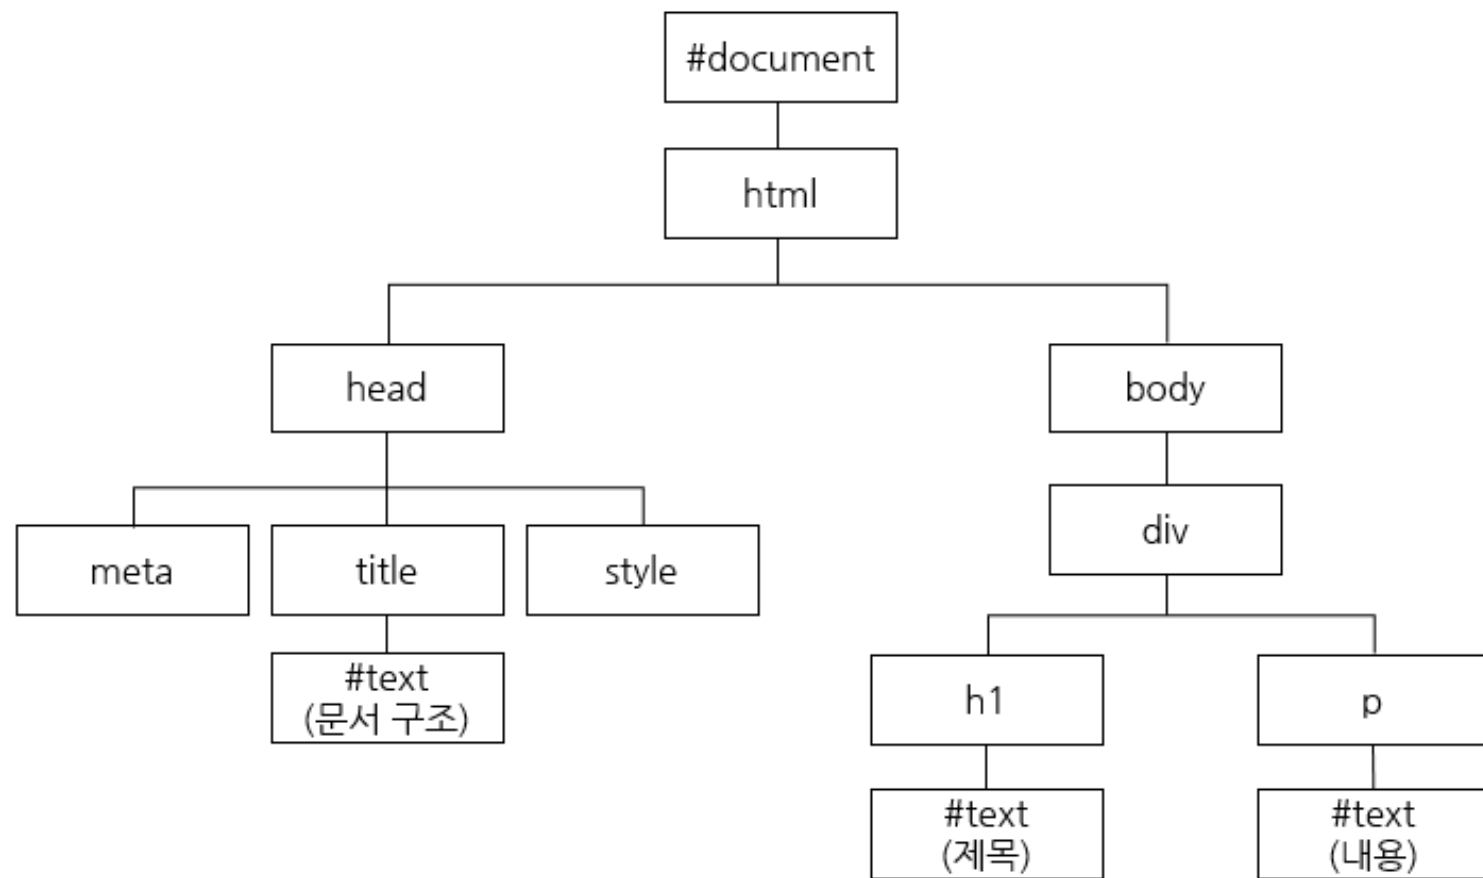 #document
html
head
body
meta
title
style
div
#text
(문서 구조)
h1
p
#text
(제목)
#text
(내용)